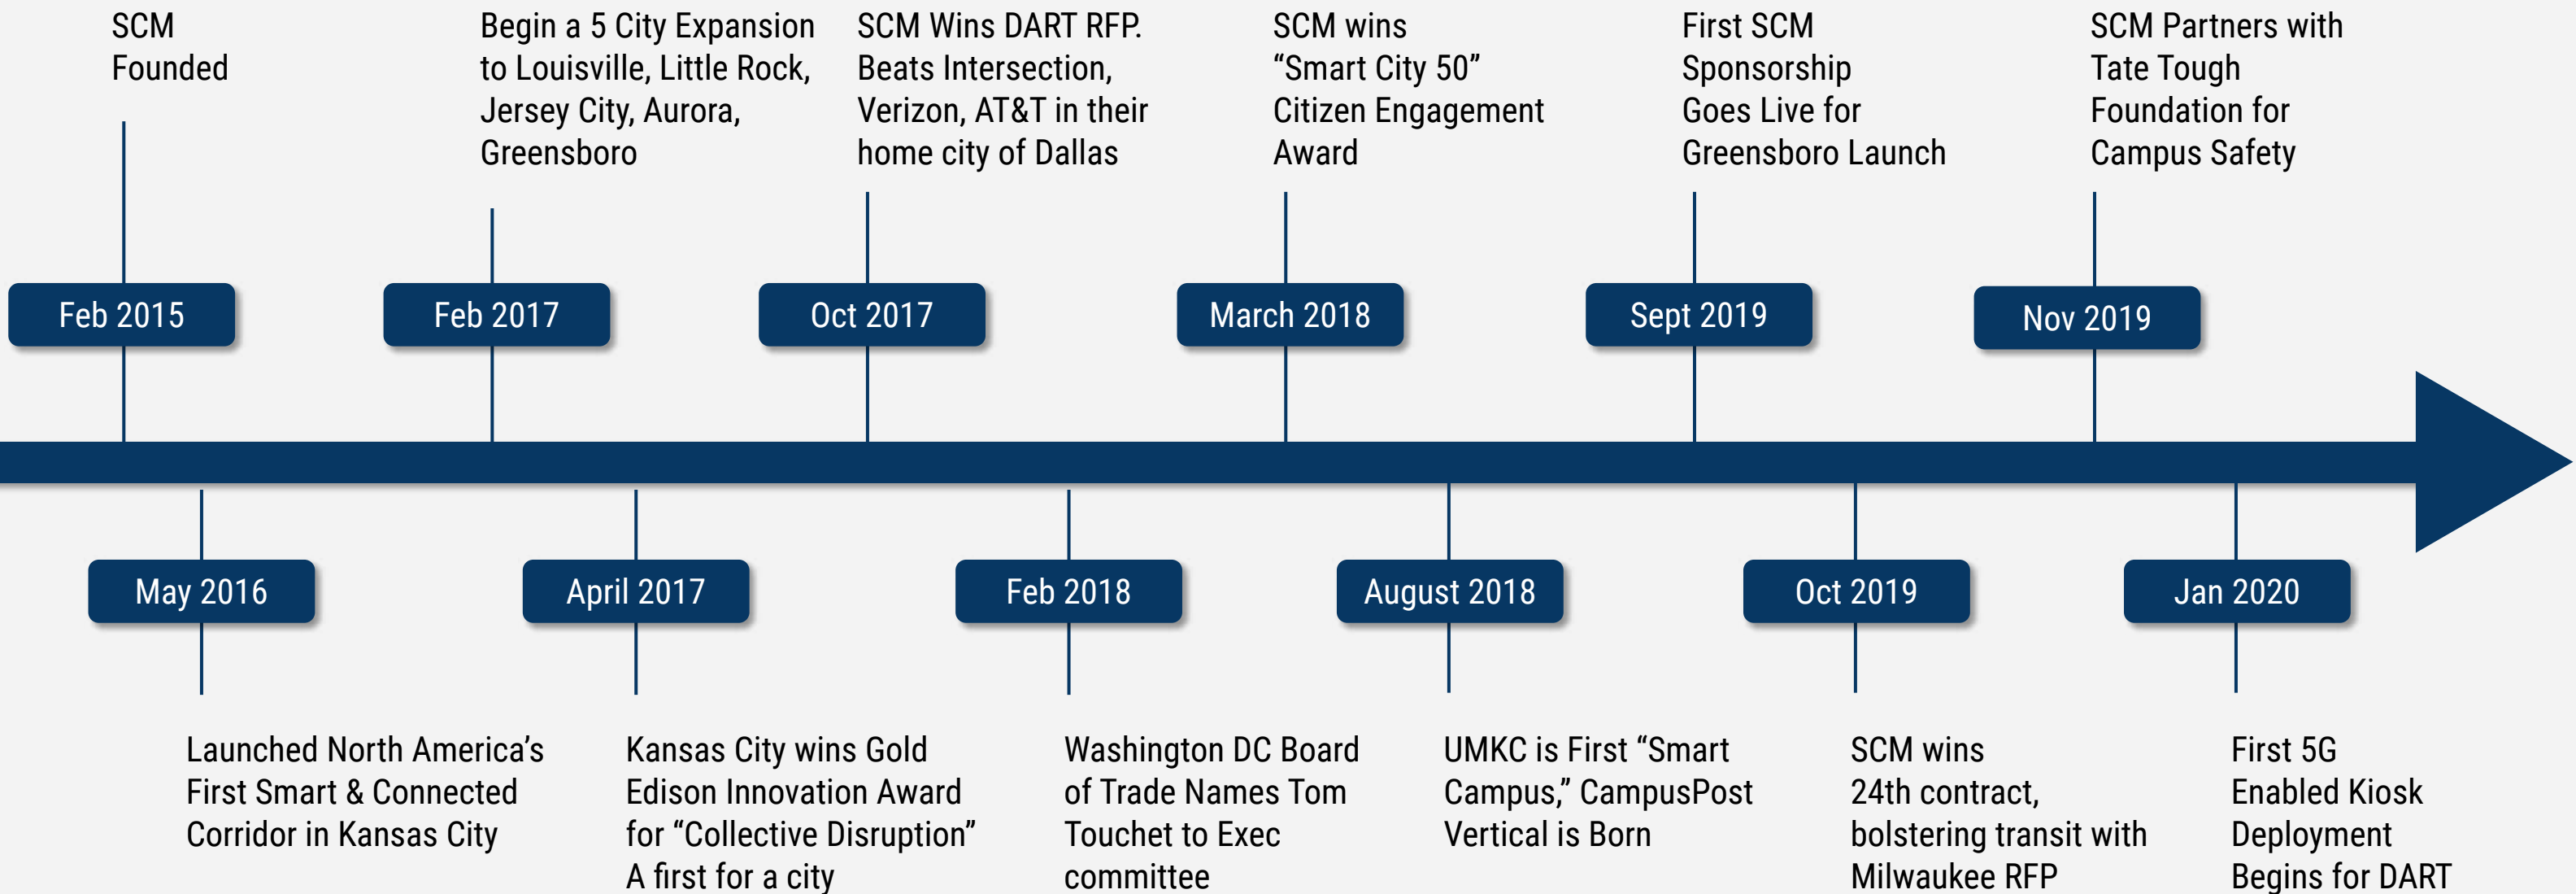 SCM
Founded
Begin a 5 City Expansion
to Louisville, Little Rock,
Jersey City, Aurora,
Greensboro
SCM Wins DART RFP.
Beats Intersection,
Verizon, AT&T in their
home city of Dallas
SCM wins
“Smart City 50”
Citizen Engagement
Award
First SCM
Sponsorship
Goes Live for
Greensboro Launch
SCM Partners with
Tate Tough
Foundation for
Campus Safety
Feb 2015
Feb 2017
Oct 2017
March 2018
Sept 2019
Nov 2019
May 2016
April 2017
Feb 2018
August 2018
Oct 2019
Jan 2020
Launched North America’s
First Smart & Connected
Corridor in Kansas City
Kansas City wins Gold
Edison Innovation Award
for “Collective Disruption”
A first for a city
Washington DC Board
of Trade Names Tom
Touchet to Exec
committee
UMKC is First “Smart
Campus,” CampusPost
Vertical is Born
SCM wins
24th contract,
bolstering transit with
Milwaukee RFP
First 5G
Enabled Kiosk
Deployment
Begins for DART